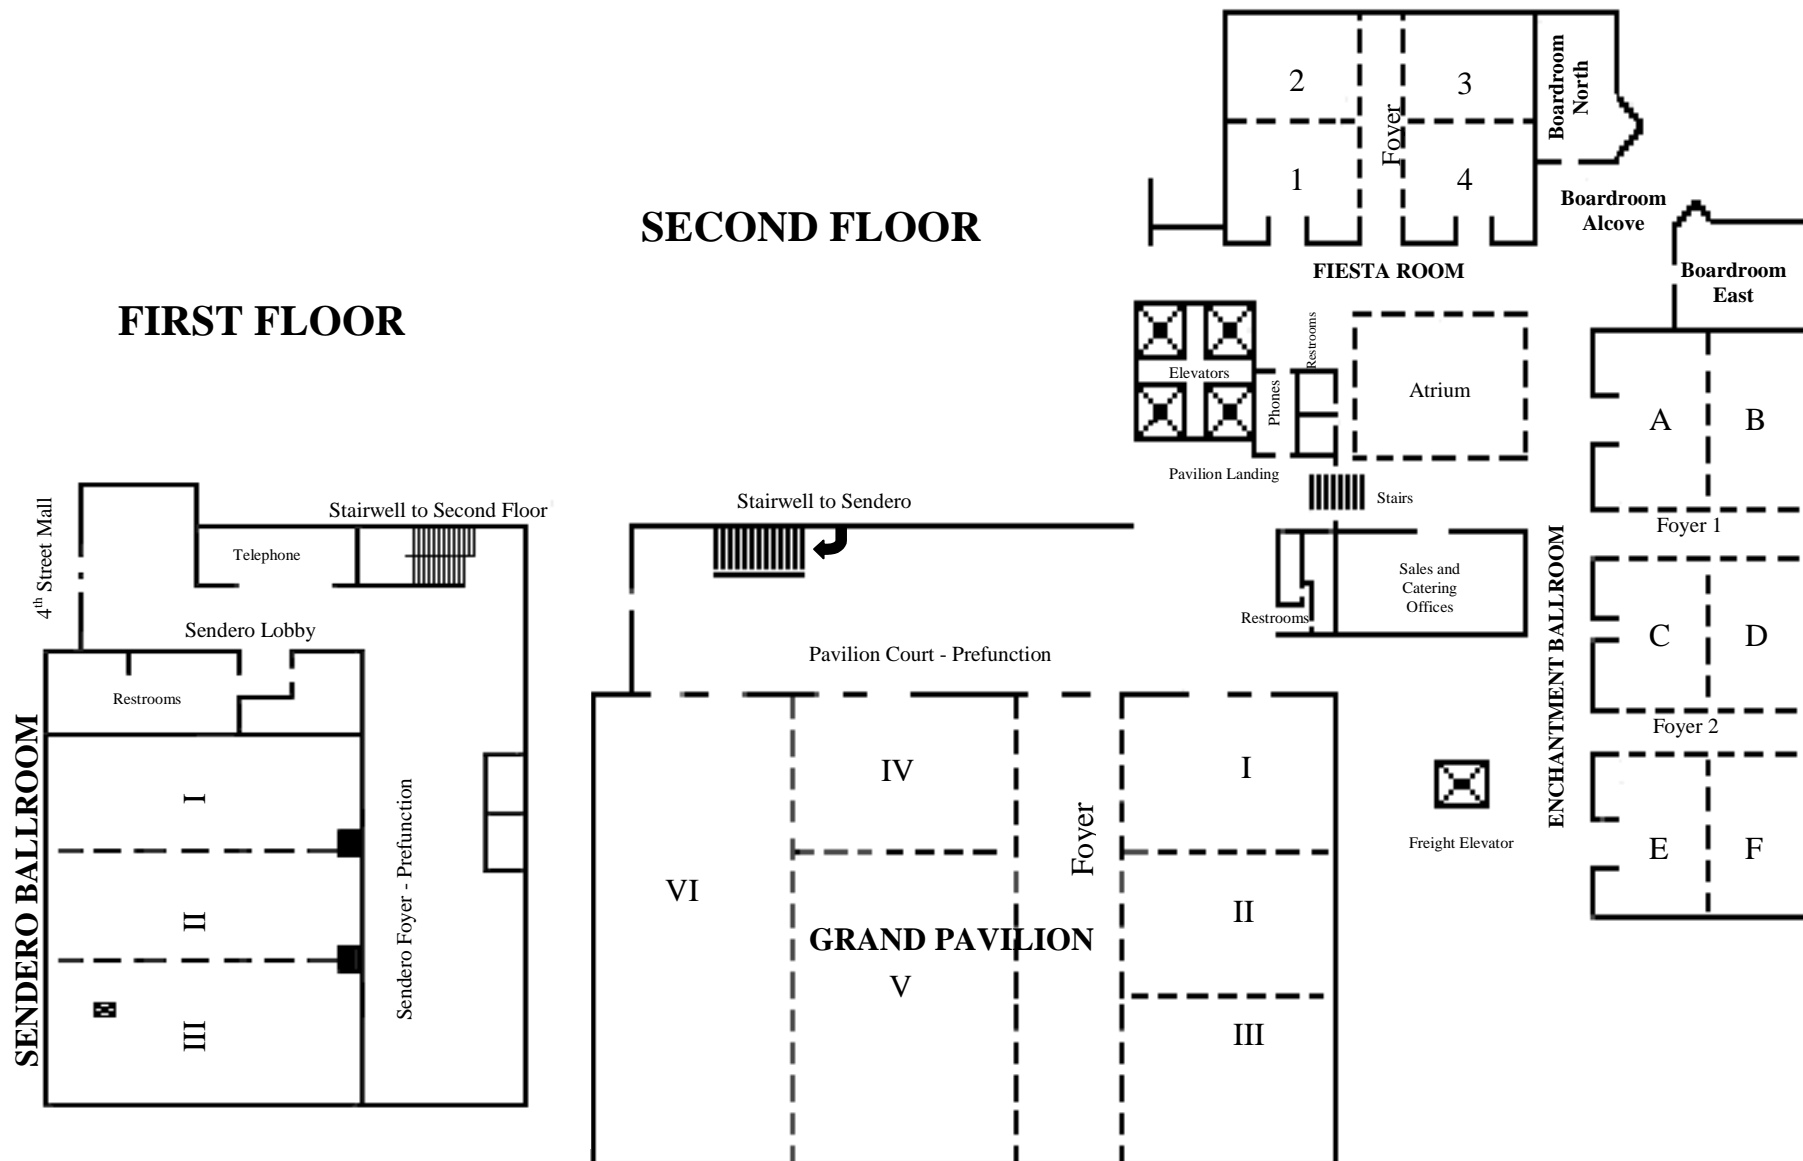 FIRST FLOOR
4th Street Mall
Stairwell to Second Floor
Telephone
Sendero Lobby
Restrooms
SENDERO BALLROOM
I
II
III
Sendero Foyer - Prefunction
SECOND FLOOR
2
3
1
4
Foyer
FIESTA ROOM
Boardroom
North
Boardroom
Alcove
Boardroom
East
Elevators
Phones
Restrooms
Atrium
Pavilion Landing
Stairs
Stairwell to Sendero
Sales and
Catering
Offices
Restrooms
Pavilion Court - Prefunction
ENCHANTMENT BALLROOM
A
B
Foyer 1
C
D
Foyer 2
E
F
Freight Elevator
GRAND PAVILION
IV
I
Foyer
VI
II
V
III